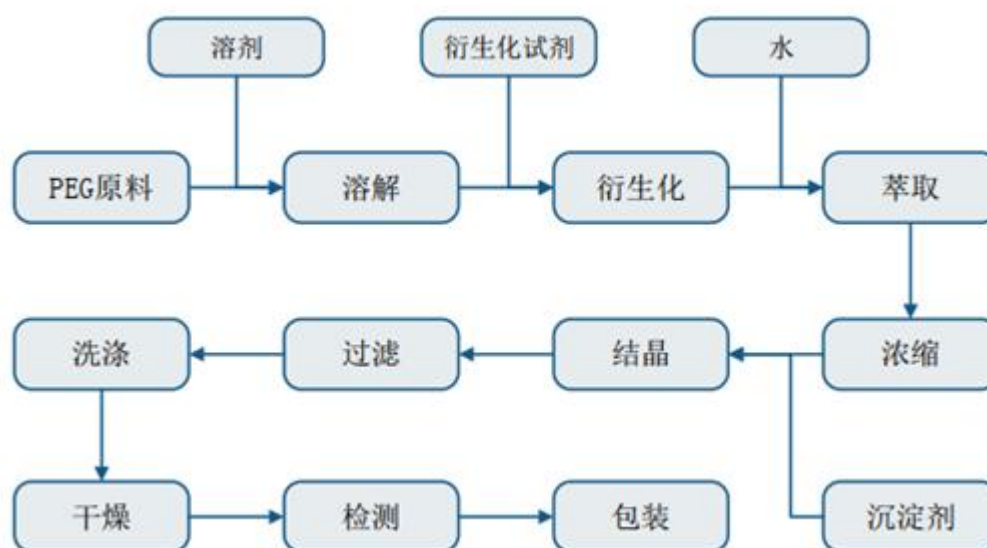 溶剂
衍生化试剂
水
PEG原料
溶解
衍生化
萃取
洗涤
过滤
结晶
浓缩
干燥
检测
包装
沉淀剂